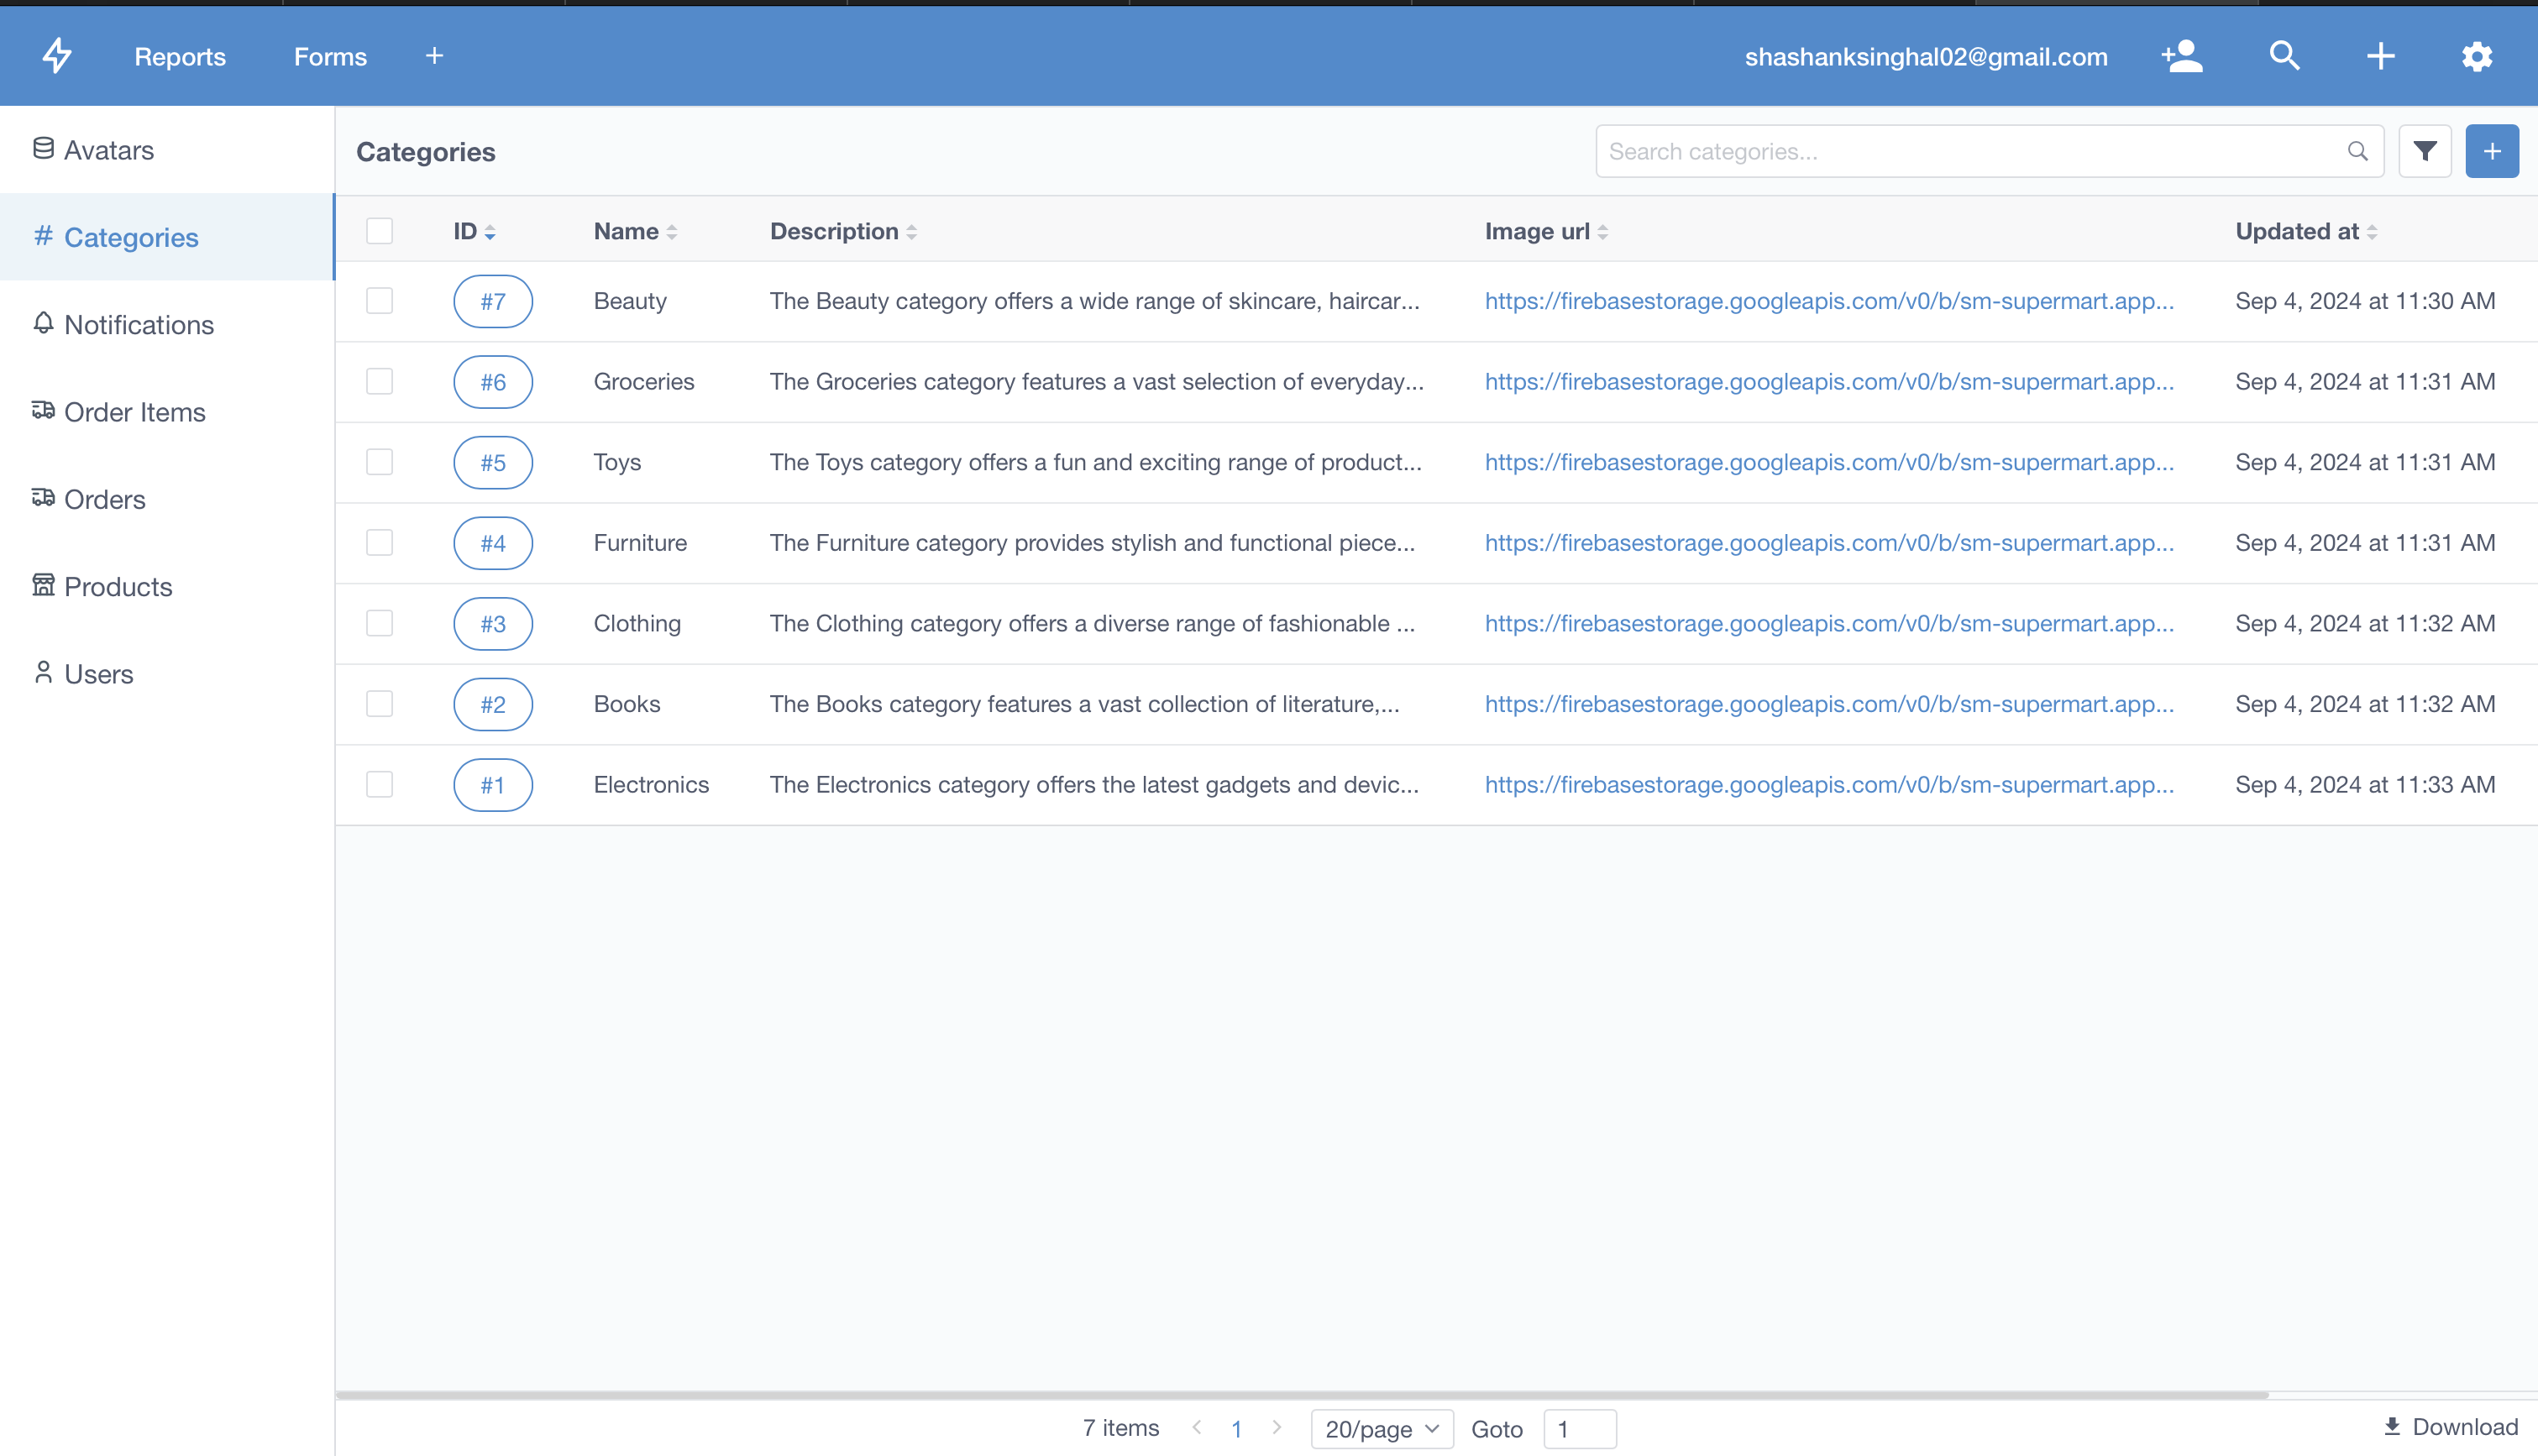 Reports Forms +
shashanksinghal02@gmail.com
Avatars
Categories
Notifications
Order Items
Orders
Products
Users
Categories
Search categories...
ID Name Description Image url Updated at
#7 Beauty The Beauty category offers a wide range of skincare, haircar... https://firebasestorage.googleapis.com/v0/b/sm-supermart.app... Sep 4, 2024 at 11:30 AM
#6 Groceries The Groceries category features a vast selection of everyday... https://firebasestorage.googleapis.com/v0/b/sm-supermart.app... Sep 4, 2024 at 11:31 AM
#5 Toys The Toys category offers a fun and exciting range of product... https://firebasestorage.googleapis.com/v0/b/sm-supermart.app... Sep 4, 2024 at 11:31 AM
#4 Furniture The Furniture category provides stylish and functional piece... https://firebasestorage.googleapis.com/v0/b/sm-supermart.app... Sep 4, 2024 at 11:31 AM
#3 Clothing The Clothing category offers a diverse range of fashionable ... https://firebasestorage.googleapis.com/v0/b/sm-supermart.app... Sep 4, 2024 at 11:32 AM
#2 Books The Books category features a vast collection of literature,... https://firebasestorage.googleapis.com/v0/b/sm-supermart.app... Sep 4, 2024 at 11:32 AM
#1 Electronics The Electronics category offers the latest gadgets and devic... https://firebasestorage.googleapis.com/v0/b/sm-supermart.app... Sep 4, 2024 at 11:33 AM
7 items 1 20/page Goto 1 Download